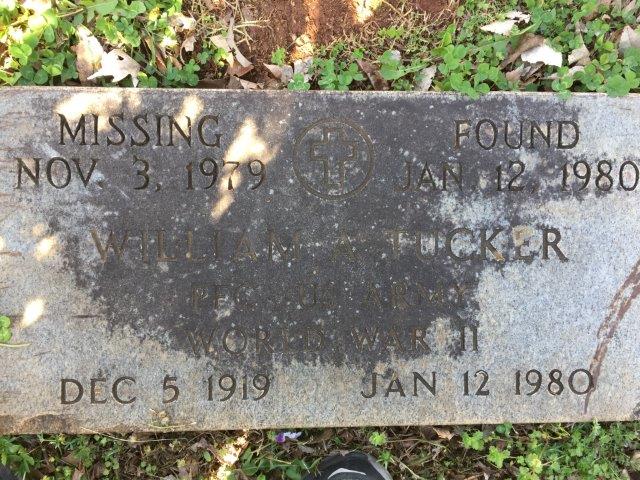 MISSING FOUND
NOV. 3, 1979 JAN. 12, 1980
WILLIAM A TUCKER
PFC US ARMY
WORLD WAR II
DEC 5 1919 JAN 12 1980